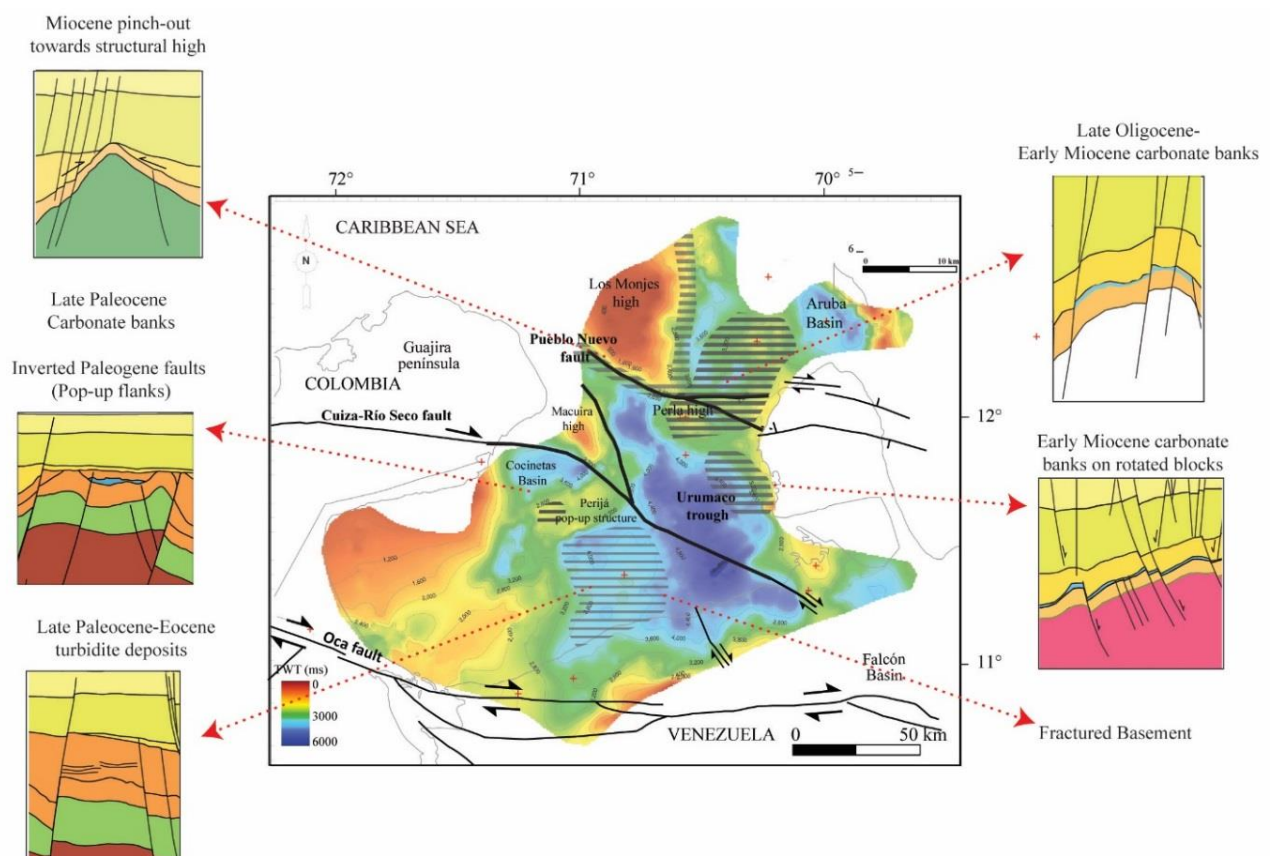 Miocene pinch-out
towards structural high
Late Paleocene
Carbonate banks
Inverted Paleogene faults
(Pop-up flanks)
Late Paleocene-Eocene
turbidite deposits
72°
71°
70°
5
6
0
10 km
CARIBBEAN SEA
N
Los Monjes
high
Aruba
Basin
Pueblo Nuevo
fault
Guajira
península
COLOMBIA
Cuiza-Río Seco fault
Macuira
high
Perla high
12°
Cocinetas
Basin
Perijá
pop-up structure
Urumaco
trough
11°
Oca fault
TWT (ms)
0
3000
6000
Falcón
Basin
VENEZUELA
0
50 km
Late Oligocene-
Early Miocene carbonate banks
Early Miocene carbonate
banks on rotated blocks
Fractured Basement